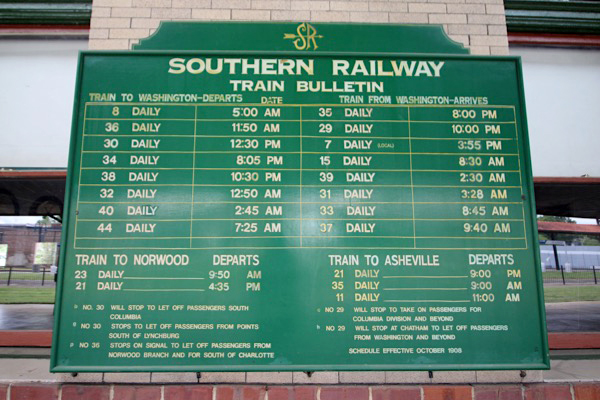 SR
SOUTHERN RAILWAY
TRAIN BULLETIN
TRAIN TO WASHINGTON-DEPARTS DATE
8 DAILY 5:00 AM
36 DAILY 11:50 AM
30 DAILY 12:30 PM
34 DAILY 8:05 PM
38 DAILY 10:30 PM
32 DAILY 12:50 AM
40 DAILY 2:45 AM
44 DAILY 7:25 AM
TRAIN FROM WASHINGTON-ARRIVES
35 DAILY 8:00 PM
29 DAILY 10:00 PM
7 DAILY (LOCAL) 3:55 PM
15 DAILY 8:30 AM
39 DAILY 2:30 AM
31 DAILY 3:28 AM
33 DAILY 8:45 AM
37 DAILY 9:40 AM
TRAIN TO NORWOOD DEPARTS
23 DAILY 9:50 AM
21 DAILY 4:35 PM
NO. 30 WILL STOP TO LET OFF PASSENGERS SOUTH
COLUMBIA
NO 30 STOPS TO LET OFF PASSENGERS FROM POINTS
SOUTH OF LYNCHBURG
NO 35 STOPS ON SIGNAL TO LET OFF PASSENGERS FROM
NORWOOD BRANCH AND FOR SOUTH OF CHARLOTTE
TRAIN TO ASHEVILLE DEPARTS
21 DAILY 9:00 PM
35 DAILY 9:00 AM
11 DAILY 11:00 AM
NO 29 WILL STOP TO TAKE ON PASSENGERS FOR
COLUMBIA DIVISION AND BEYOND
NO 29 WILL STOP AT CHATHAM TO LET OFF PASSENGERS
FROM WASHINGTON AND BEYOND
SCHEDULE EFFECTIVE OCTOBER 1908